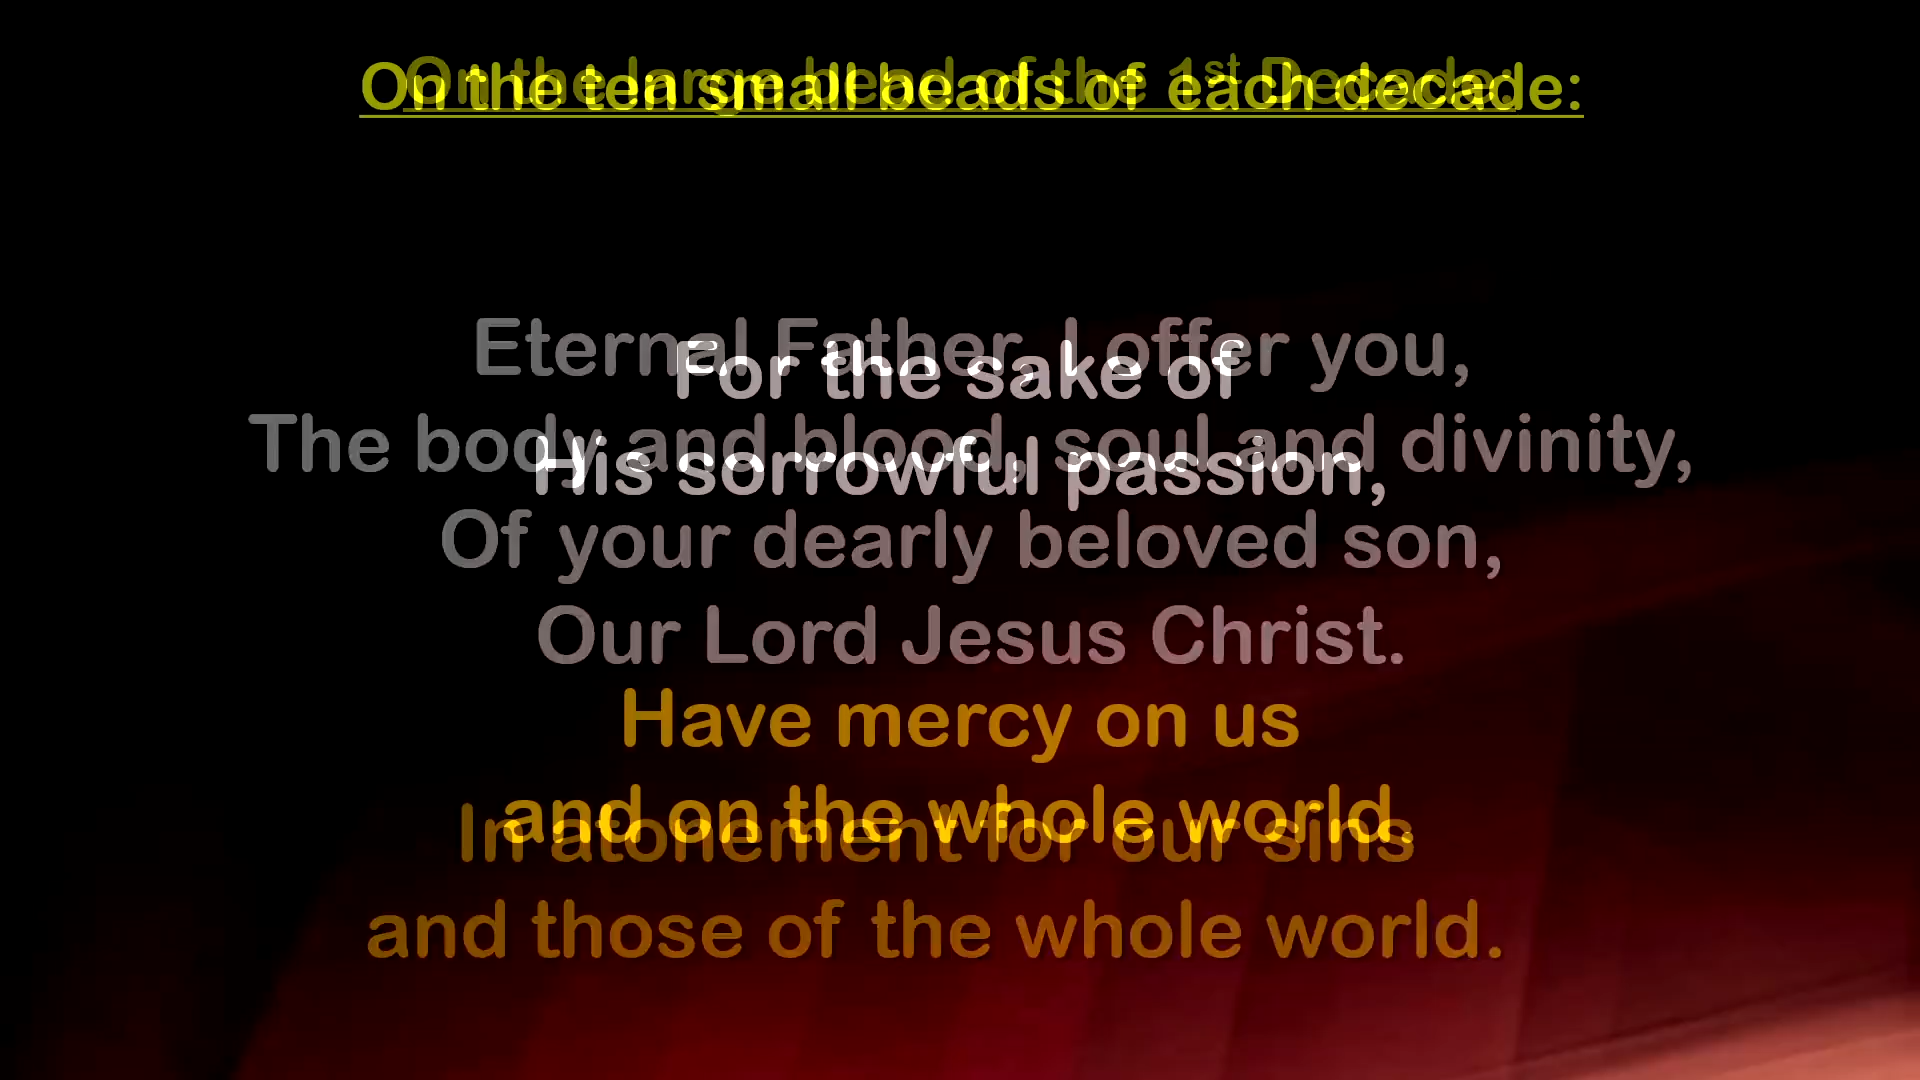 On the large bead of the 1st Decade:
Eternal Father, I offer you,
The body and blood, soul and divinity,
Of your dearly beloved son,
Our Lord Jesus Christ.
In atonement for our sins
and those of the whole world.
On the ten small beads of each decade:
For the sake of
His sorrowful passion,
Have mercy on us
and on the whole world.